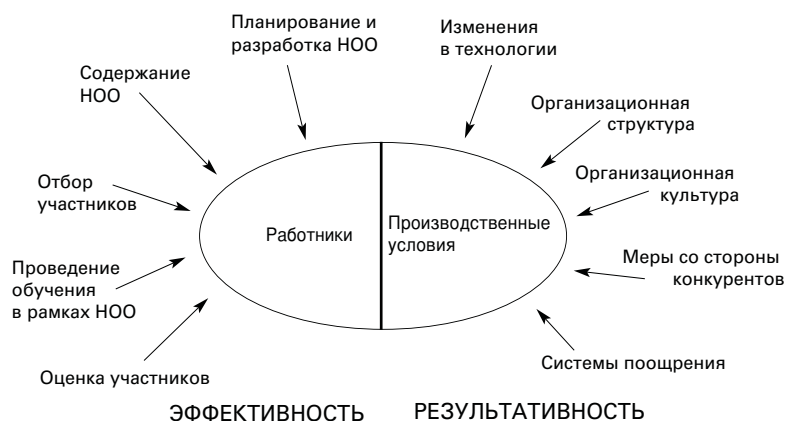 Планирование и
разработка НОО
Изменения
в технологии
Содержание
НОО
Организационная
структура
Отбор
участников
Организационная
культура
Работники
Производственные
условия
Проведение
обучения
в рамках НОО
Меры со стороны
конкурентов
Оценка участников
Системы поощрения
ЭФФЕКТИВНОСТЬ
РЕЗУЛЬТАТИВНОСТЬ